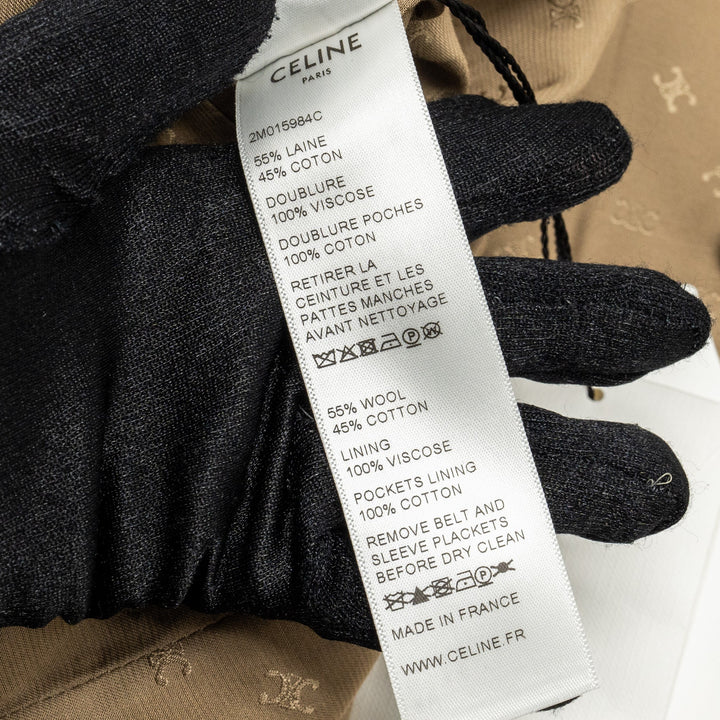 CELINE
PARIS
2M015984C
55% LAINE
45% COTON
DOUBLURE
100% VISCOSE
DOUBLURE POCHES
100% COTON
RETIRER LA
CEINTURE ET LES
PATTES MANCHES
AVANT NETTOYAGE
55% WOOL
45% COTTON
LINING
100% VISCOSE
POCKETS LINING
100% COTTON
REMOVE BELT AND
SLEEVE PLACKETS
BEFORE DRY CLEAN
MADE IN FRANCE
WWW.CELINE.FR